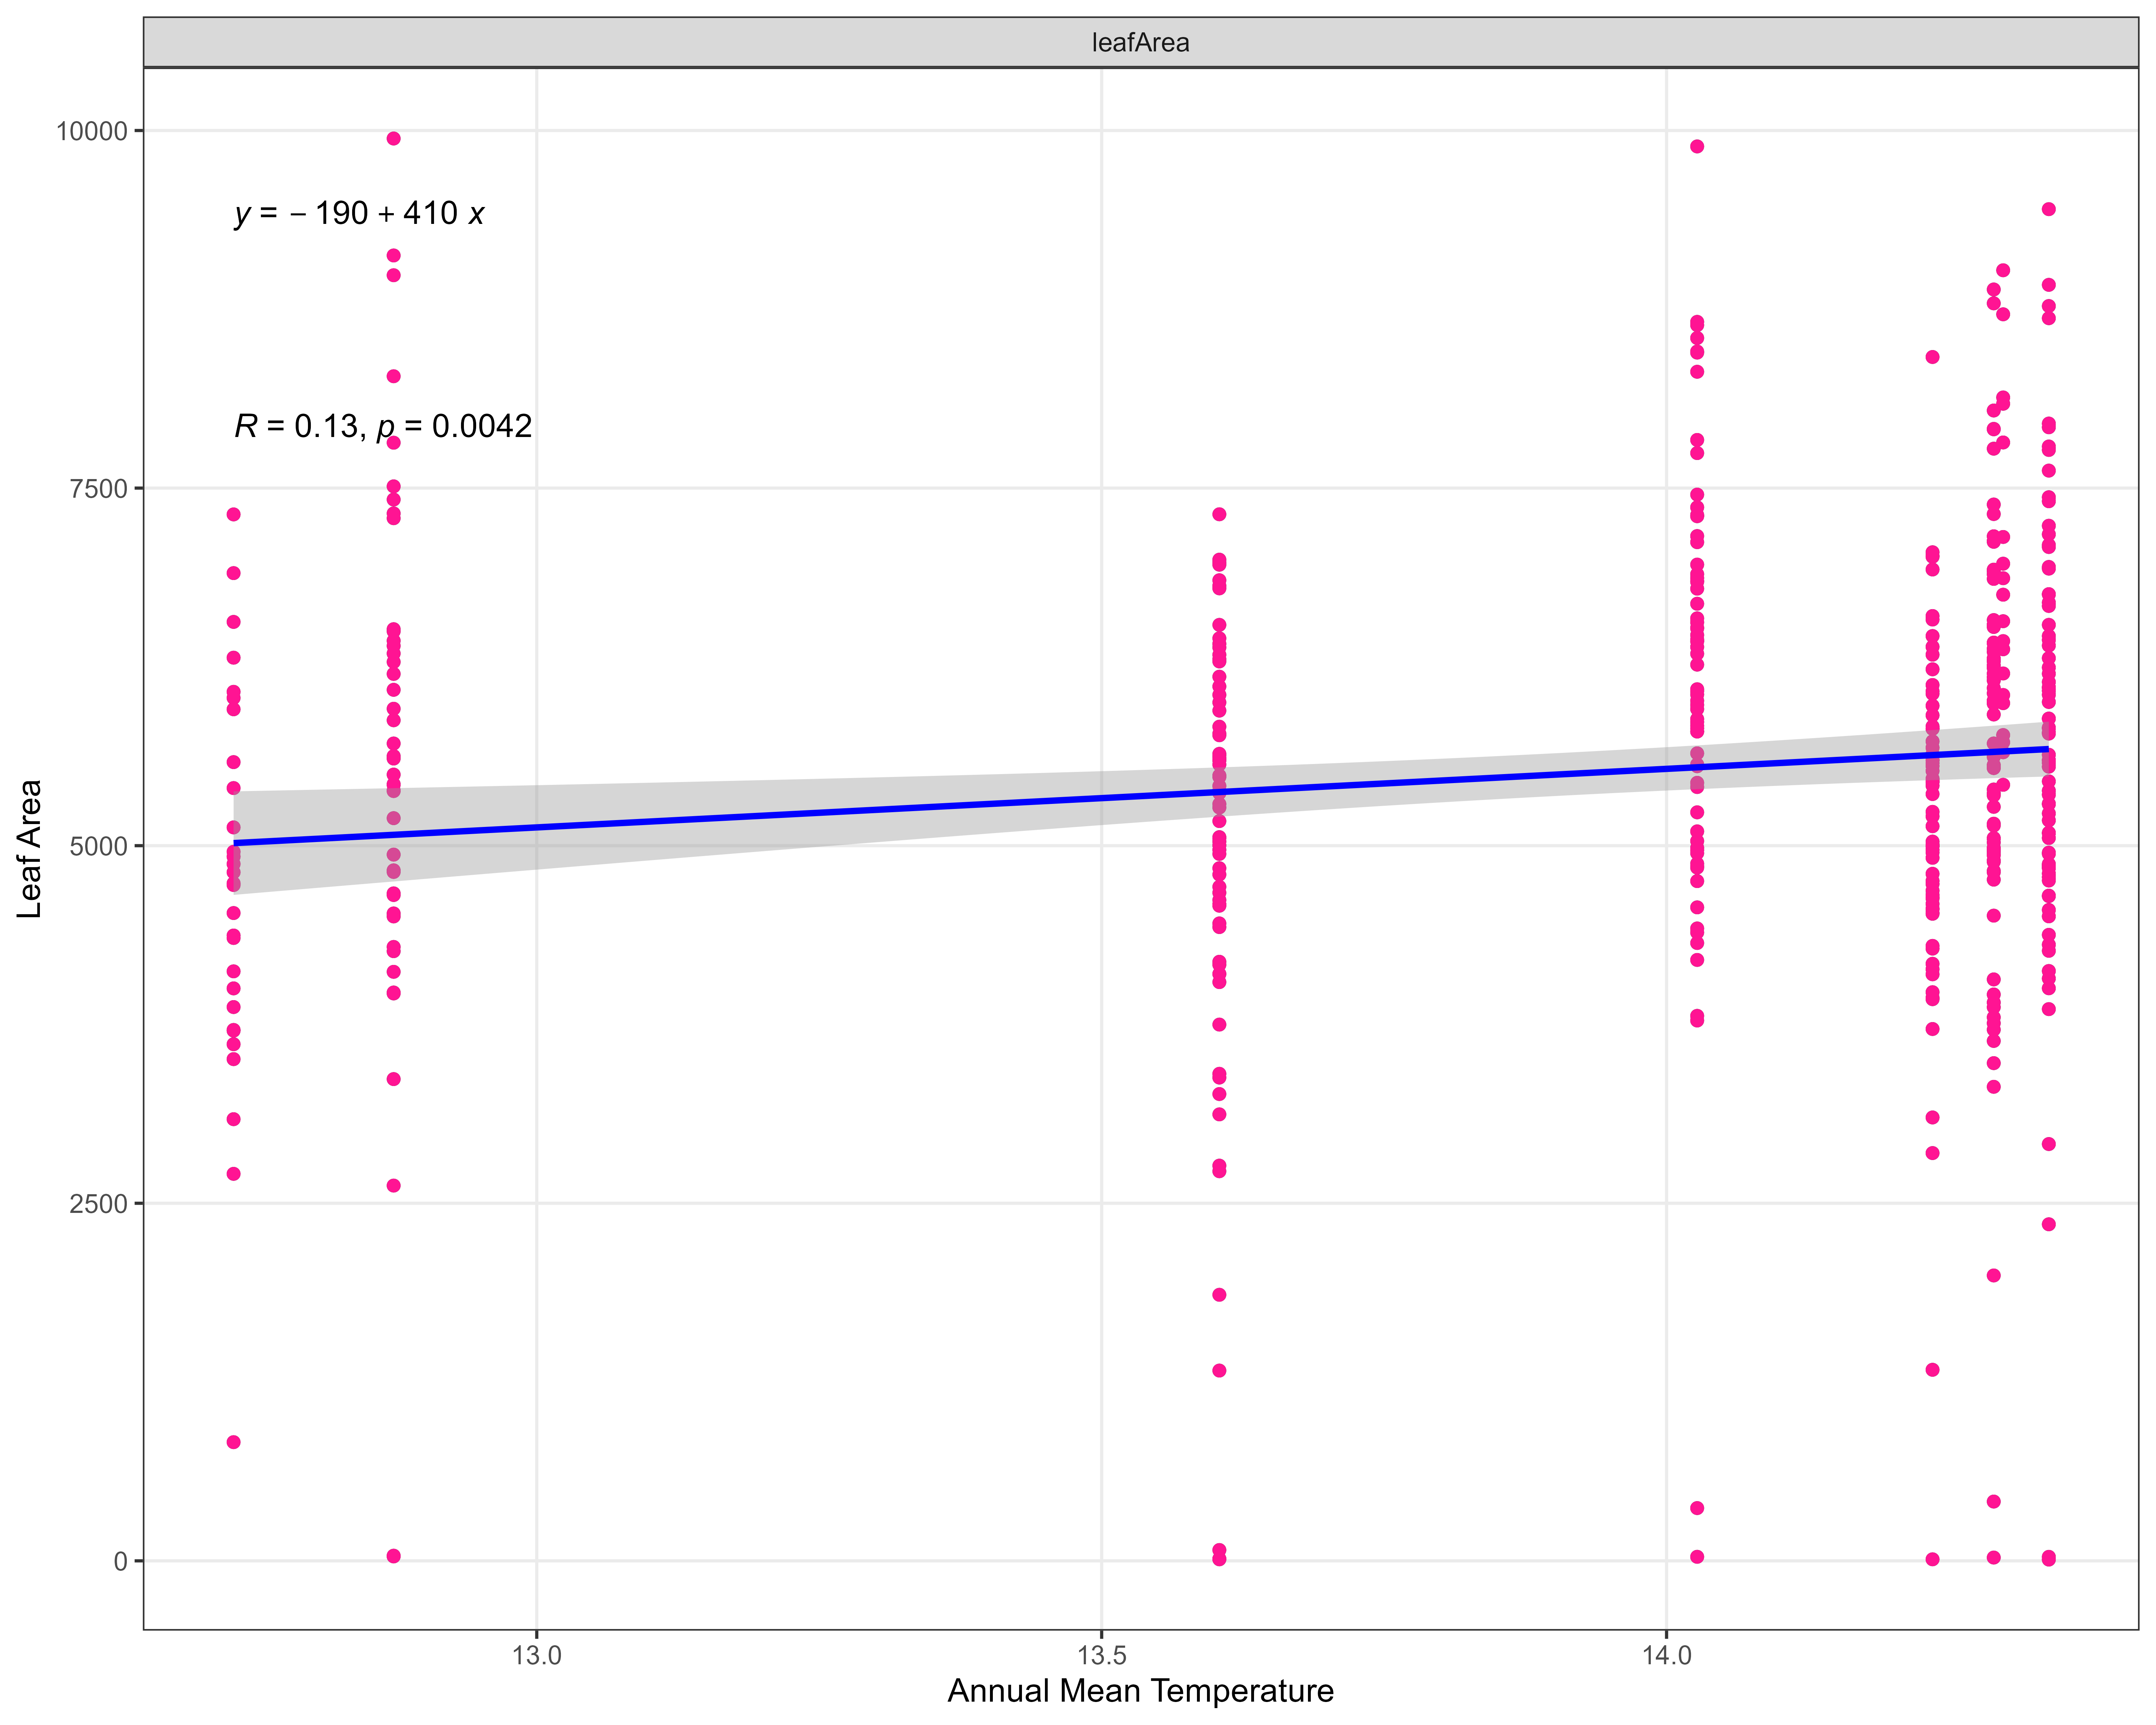 leafArea
10000
y = − 190 + 410 x
R = 0.13, p = 0.0042
7500
5000
2500
0
Leaf Area
13.0 13.5 14.0
Annual Mean Temperature